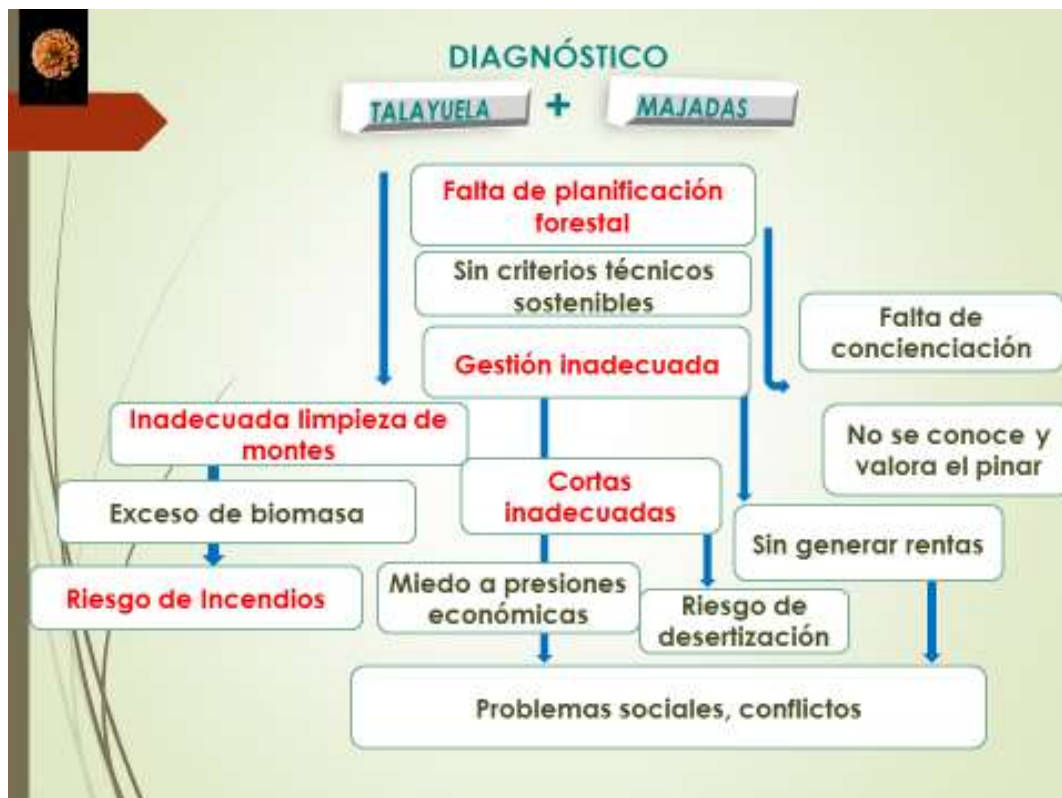 DIAGNÓSTICO
TALAYUELA + MAJADAS
Falta de planificación
forestal
Sin criterios técnicos
sostenibles
Falta de
concienciación
Gestión inadecuada
Inadecuada limpieza de
montes
No se conoce y
valora el pinar
Cortas
inadecuadas
Exceso de biomasa
Sin generar rentas
Riesgo de Incendios
Miedo a presiones
económicas
Riesgo de
desertización
Problemas sociales, conflictos